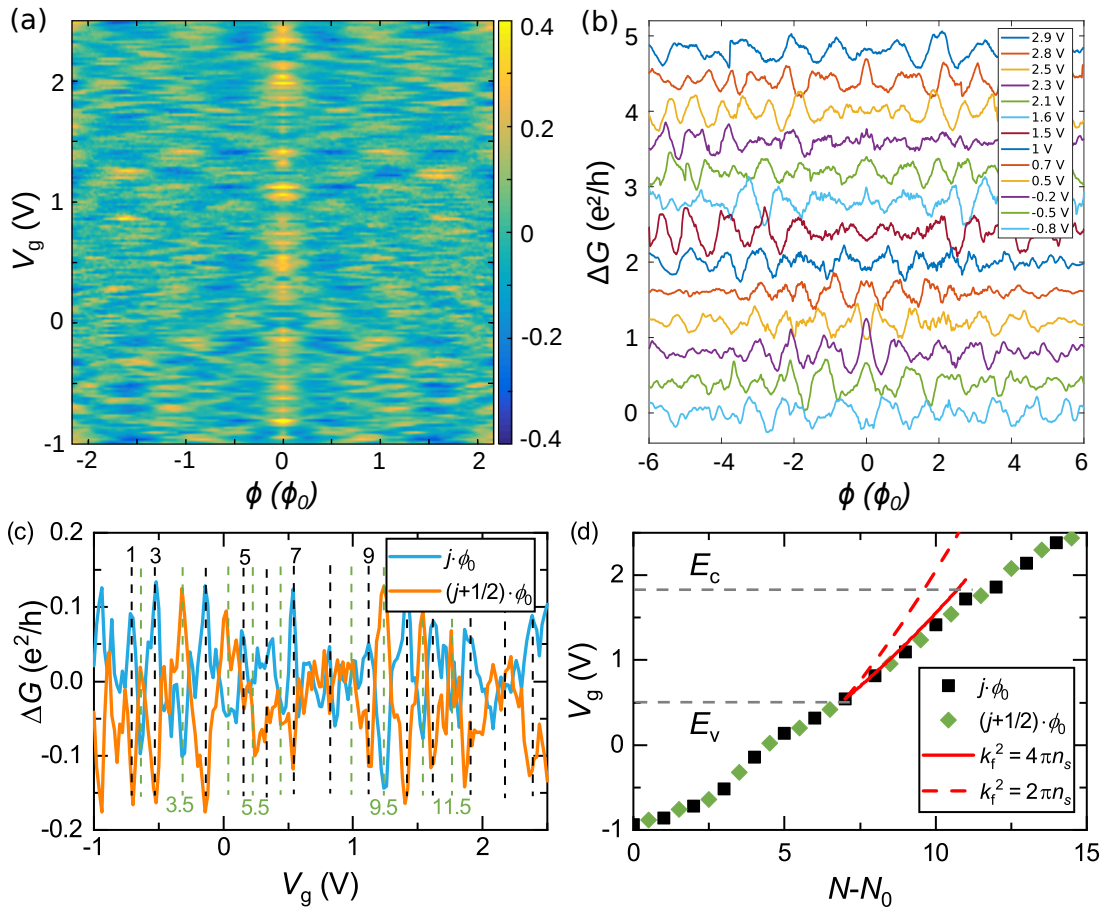 (a)
V_g (V)
2
1
0
-1
-2
-1
0
1
2
ϕ (ϕ_0)
0.4
0.2
0
-0.2
-0.4
(b)
ΔG (e²/h)
5
4
3
2
1
0
-6
-4
-2
0
2
4
6
ϕ (ϕ_0)
2.9 V
2.8 V
2.5 V
2.3 V
2.1 V
1.6 V
1.5 V
1 V
0.7 V
0.5 V
-0.2 V
-0.5 V
-0.8 V
(c)
ΔG (e²/h)
0.2
0.1
0.0
-0.1
-0.2
1
3
5
7
9
3.5
5.5
9.5
11.5
j·ϕ_0
(j+1/2)·ϕ_0
-1
0
1
2
V_g (V)
(d)
V_g (V)
2
1
0
-1
E_c
E_v
j·ϕ_0
(j+1/2)·ϕ_0
k_f² = 4πn_s
k_f² = 2πn_s
0
5
10
15
N-N_0